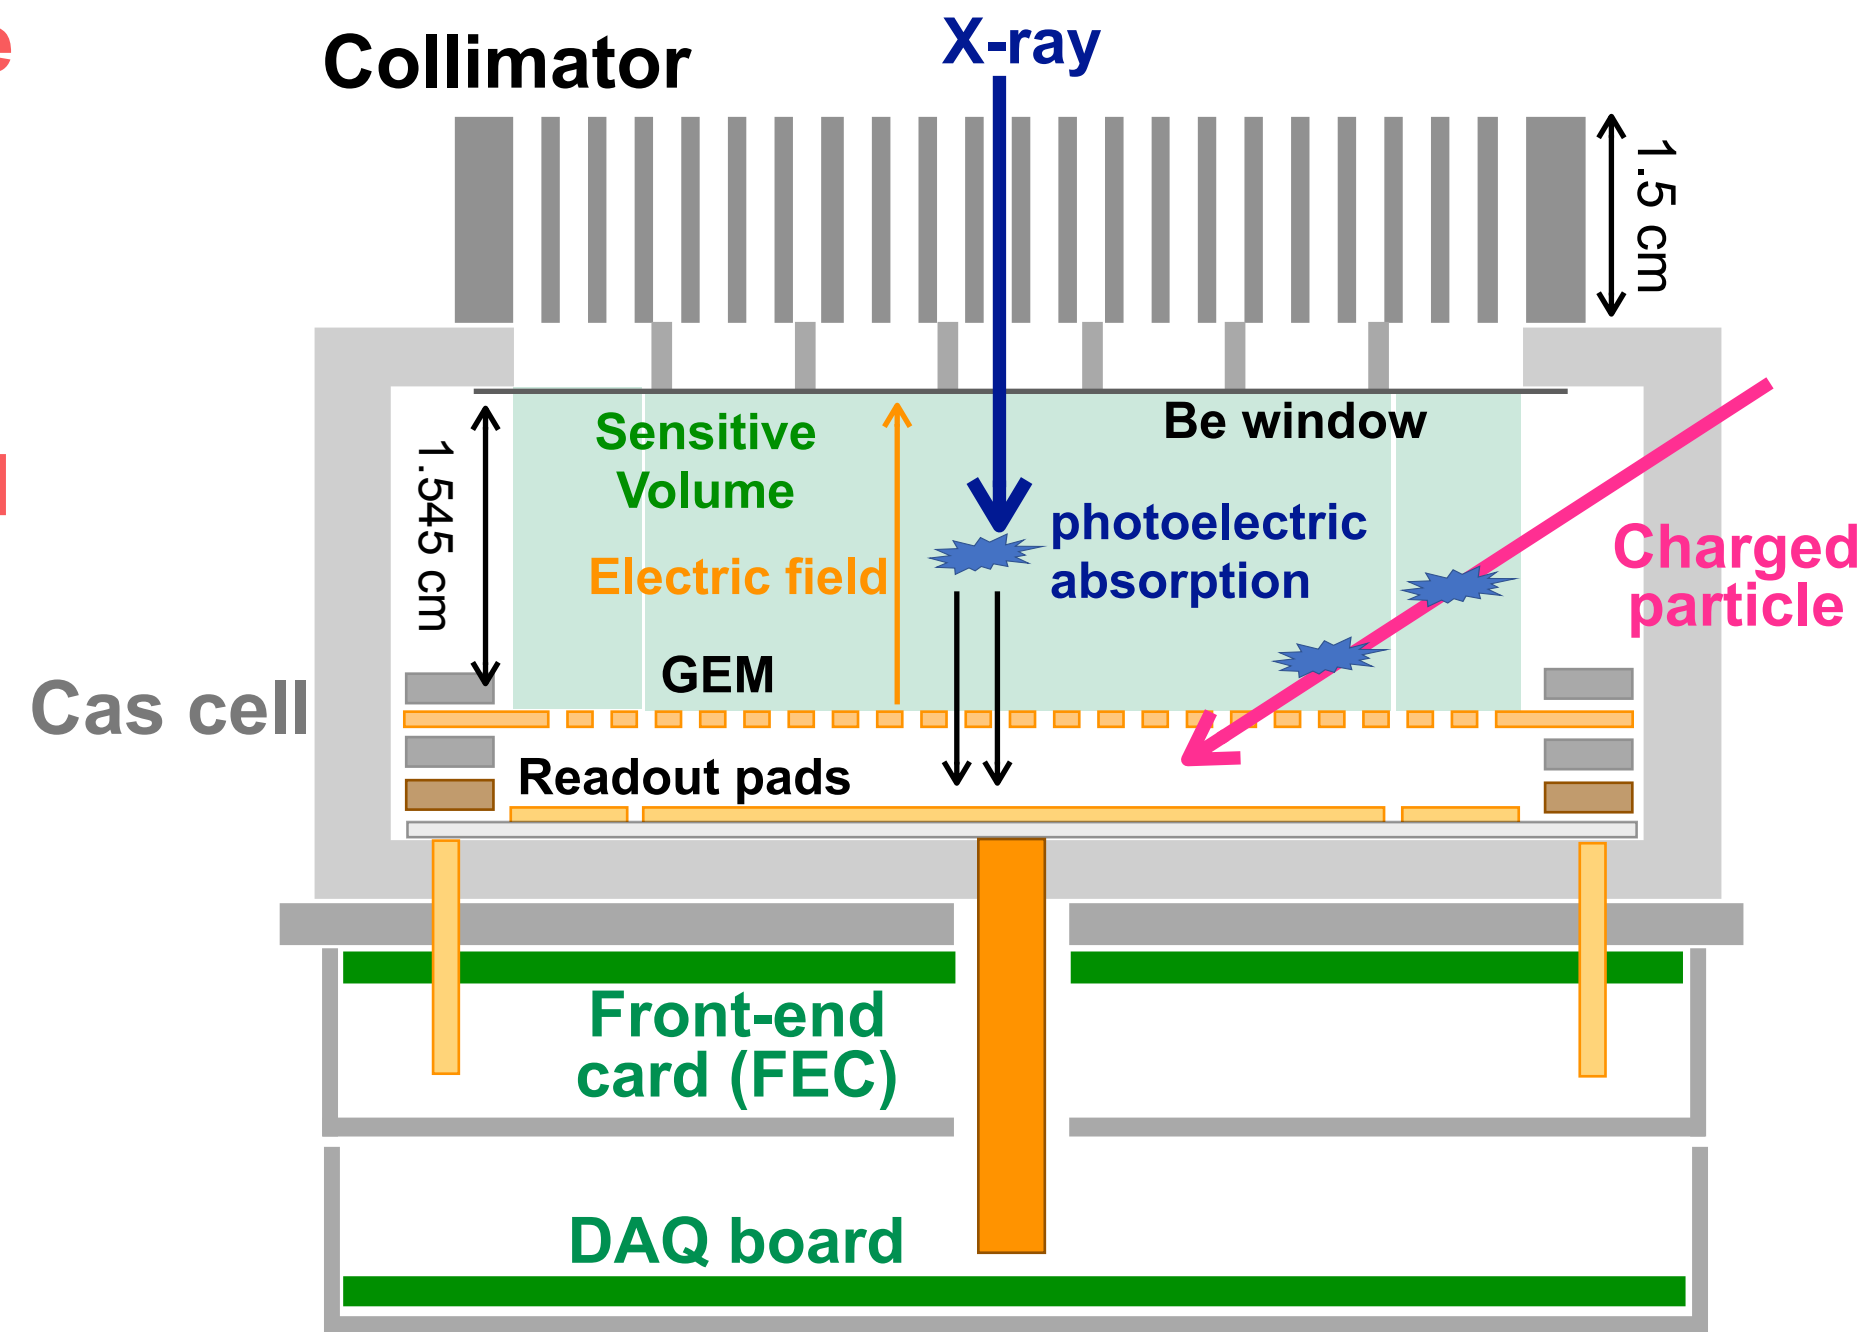 e
Collimator
X-ray
1.5 cm
Be window
Sensitive
Volume
1.545 cm
l
photoelectric
absorption
Electric field
Charged
particle
GEM
Cas cell
Readout pads
Front-end
card (FEC)
DAQ board